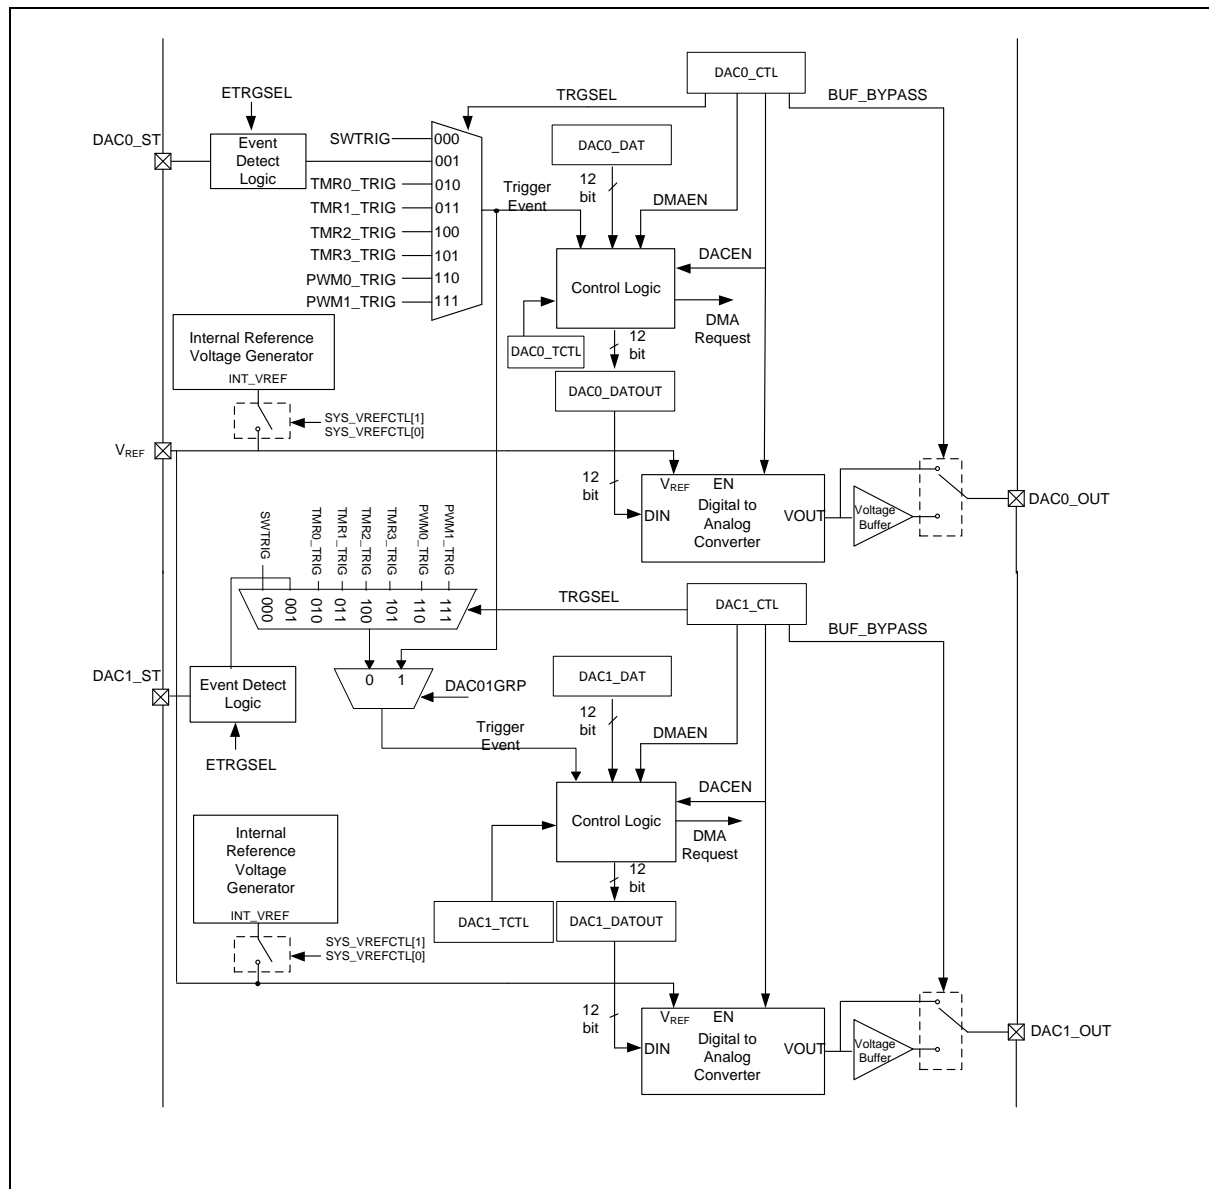 DAC0_CTL
ETRGSEL
TRGSEL
BUF_BYPASS
DAC0_ST
Event
Detect
Logic
SWTRIG
000
001
TMR0_TRIG
010
TMR1_TRIG
011
TMR2_TRIG
100
TMR3_TRIG
101
PWM0_TRIG
110
PWM1_TRIG
111
DAC0_DAT
12
bit
Trigger
Event
DMAEN
DACEN
Control Logic
DMA
Request
DAC0_TCTL
12
bit
DAC0_DATOUT
Internal Reference
Voltage Generator
INT_VREF
SYS_VREFCTL[1]
SYS_VREFCTL[0]
VREF
12
bit
VREF
EN
DIN
Digital to
Analog
Converter
VOUT
Voltage
Buffer
DAC0_OUT
SWTRIG
TMR0_TRIG
TMR1_TRIG
TMR2_TRIG
TMR3_TRIG
PWM0_TRIG
PWM1_TRIG
000
001
010
011
100
101
110
111
TRGSEL
DAC1_CTL
BUF_BYPASS
DAC1_ST
Event Detect
Logic
ETRGSEL
0 1
DAC01GRP
DAC1_DAT
12
bit
Trigger
Event
DMAEN
DACEN
Control Logic
DMA
Request
12
bit
DAC1_TCTL
DAC1_DATOUT
Internal
Reference
Voltage
Generator
INT_VREF
SYS_VREFCTL[1]
SYS_VREFCTL[0]
12
bit
VREF
EN
DIN
Digital to
Analog
Converter
VOUT
Voltage
Buffer
DAC1_OUT